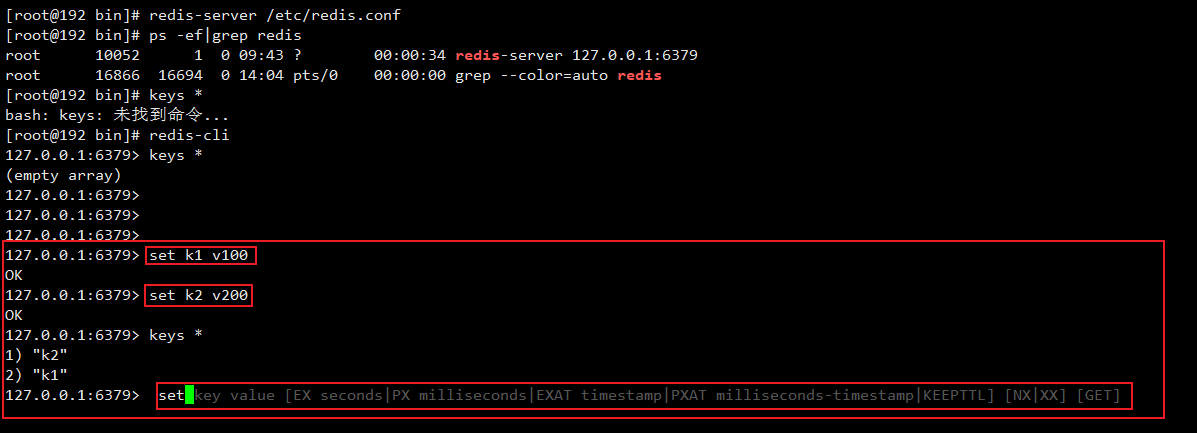 [root@192 bin]# redis-server /etc/redis.conf
[root@192 bin]# ps -ef|grep redis
root      10052      1  0 09:43 ?        00:00:34 redis-server 127.0.0.1:6379
root      16866  16694  0 14:04 pts/0    00:00:00 grep --color=auto redis
[root@192 bin]# keys *
bash: keys: 未找到命令...
[root@192 bin]# redis-cli
127.0.0.1:6379> keys *
(empty array)
127.0.0.1:6379>
127.0.0.1:6379>
127.0.0.1:6379>
127.0.0.1:6379> set k1 v100
OK
127.0.0.1:6379> set k2 v200
OK
127.0.0.1:6379> keys *
1) "k2"
2) "k1"
127.0.0.1:6379>  set key value [EX seconds|PX milliseconds|EXAT timestamp|PXAT milliseconds-timestamp|KEEPTTL] [NX|XX] [GET]